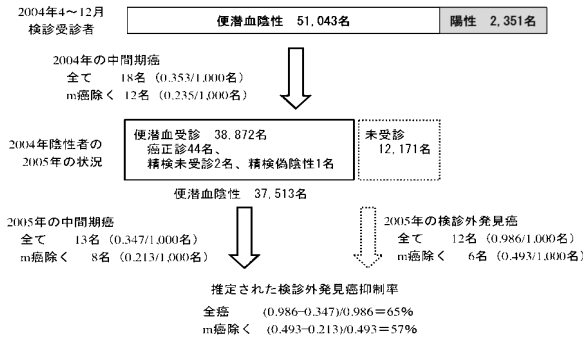 2004年4～12月
検診受診者
便潜血陰性 51,043名
陽性 2,351名
2004年の中間期癌
全て 18名（0.353/1,000名）
m癌除く 12名（0.235/1,000名）
2004年陰性者の
2005年の状況
便潜血受診 38,872名
癌正診44名、
精検未受診2名、精検偽陰性1名
未受診
12,171名
便潜血陰性 37,513名
2005年の中間期癌
全て 13名（0.347/1,000名）
m癌除く 8名（0.213/1,000名）
2005年の検診外発見癌
全て 12名（0.986/1,000名）
m癌除く 6名（0.493/1,000名）
推定された検診外発見癌抑制率
全癌 (0.986-0.347)/0.986＝65%
m癌除く (0.493-0.213)/0.493＝57%